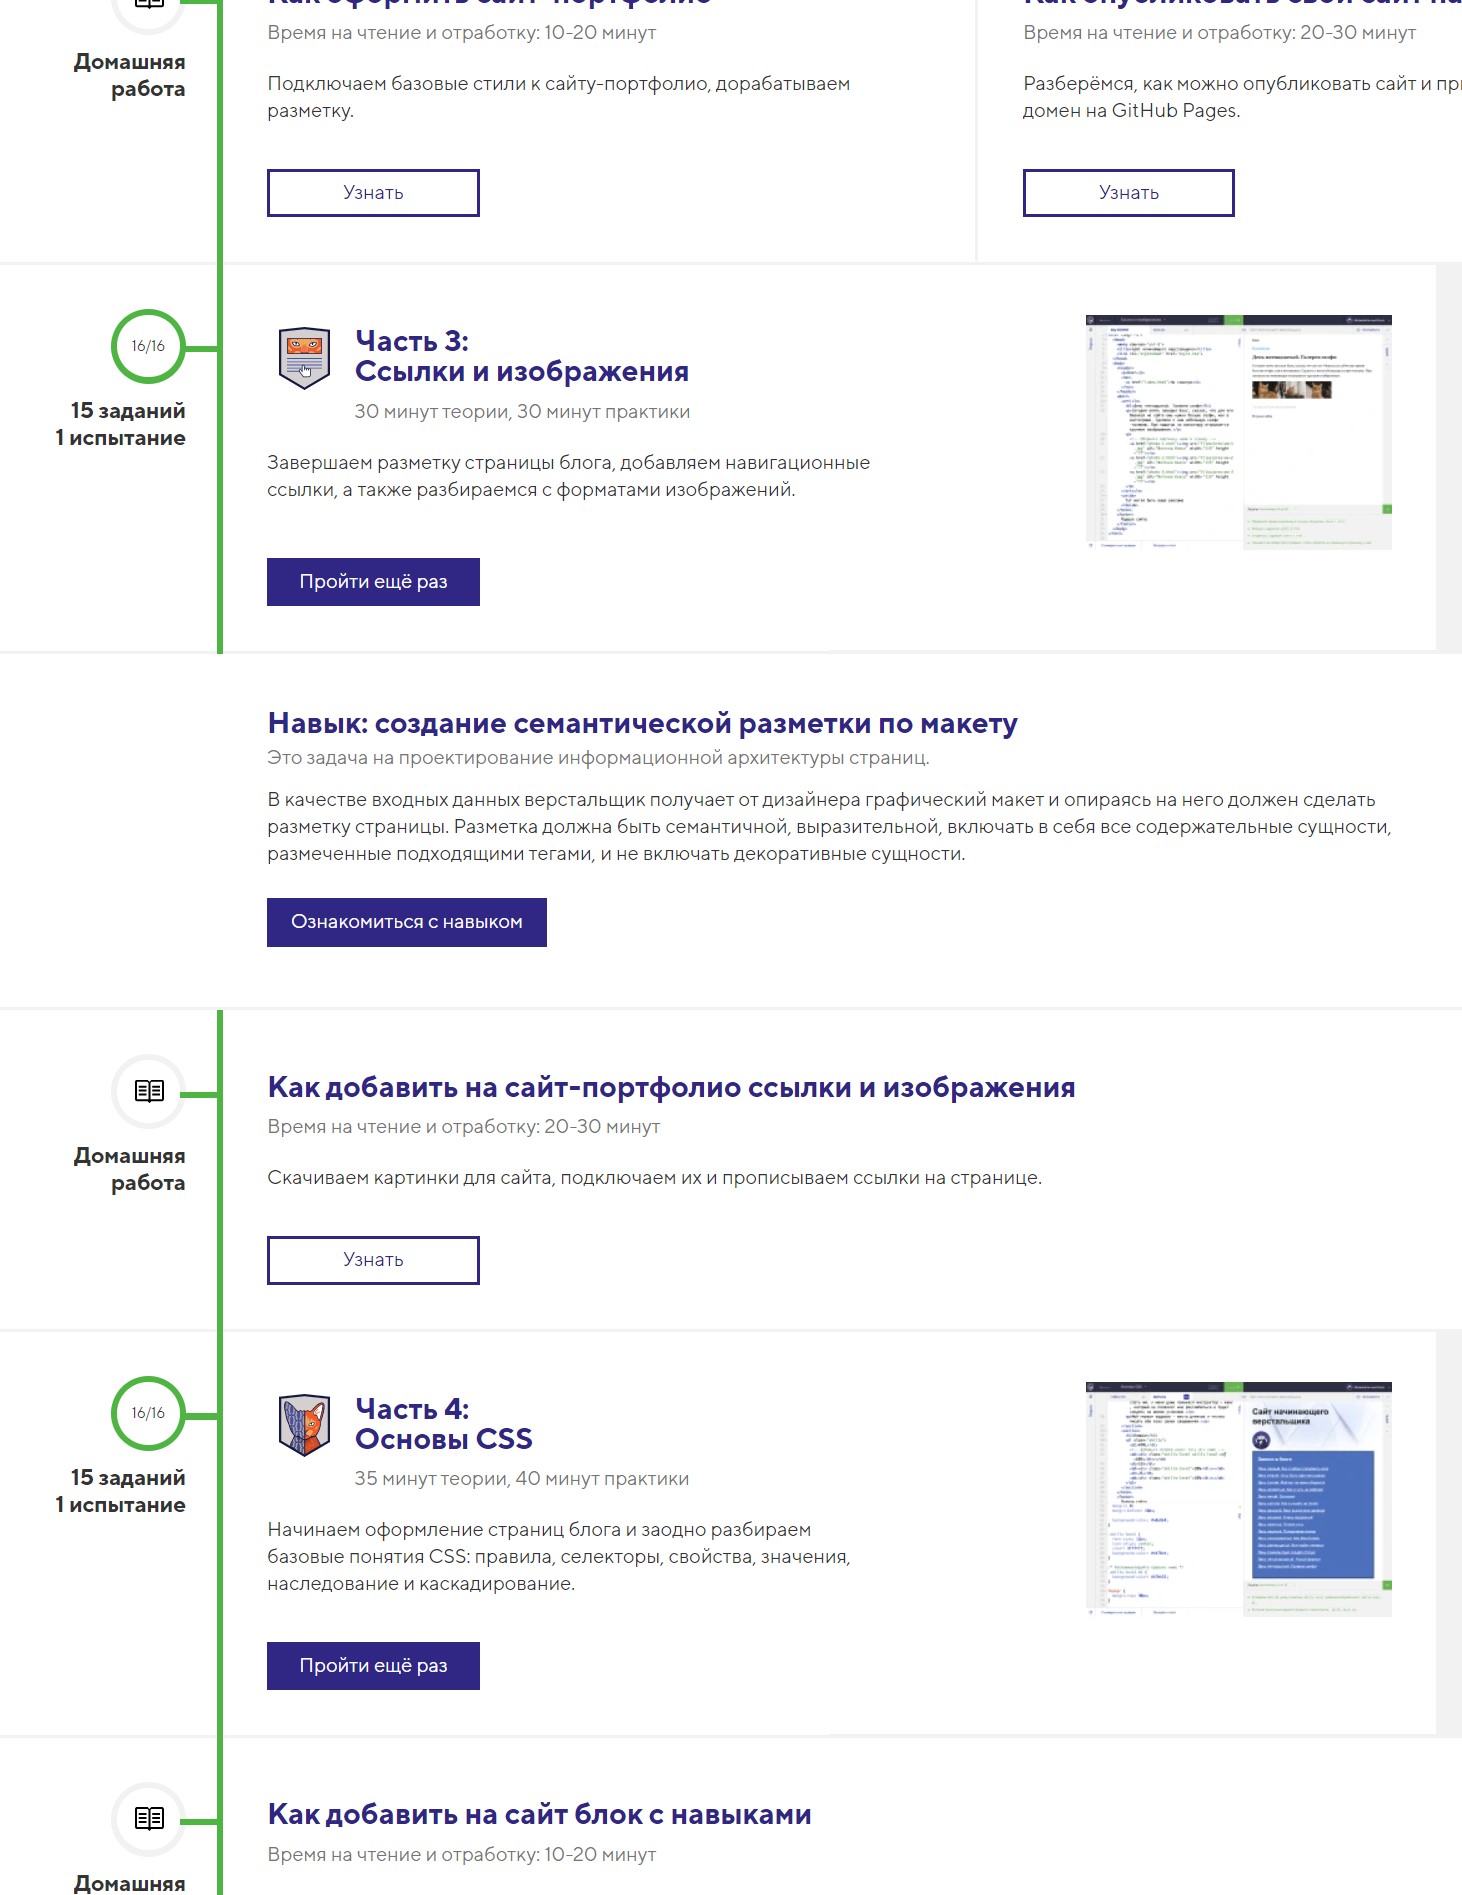 Как оформить сайт-портфолио
Время на чтение и отработку: 10-20 минут
Домашняя
работа
Подключаем базовые стили к сайту-портфолио, дорабатываем
разметку.
Узнать
Как опубликовать свой сайт
Время на чтение и отработку: 20-30 минут
Разберёмся, как можно опубликовать сайт и
домен на GitHub Pages.
Узнать
16/16
15 заданий
1 испытание
Часть 3:
Ссылки и изображения
30 минут теории, 30 минут практики
Завершаем разметку страницы блога, добавляем навигационные
ссылки, а также разбираемся с форматами изображений.
Пройти ещё раз
Навык: создание семантической разметки по макету
Это задача на проектирование информационной архитектуры страниц.
В качестве входных данных верстальщик получает от дизайнера графический макет и опираясь на него должен сделать
разметку страницы. Разметка должна быть семантичной, выразительной, включать в себя все содержательные сущности,
размеченные подходящими тегами, и не включать декоративные сущности.
Ознакомиться с навыком
Домашняя
работа
Как добавить на сайт-портфолио ссылки и изображения
Время на чтение и отработку: 20-30 минут
Скачиваем картинки для сайта, подключаем их и прописываем ссылки на странице.
Узнать
16/16
15 заданий
1 испытание
Часть 4:
Основы CSS
35 минут теории, 40 минут практики
Начинаем оформление страниц блога и заодно разбираем
базовые понятия CSS: правила, селекторы, свойства, значения,
наследование и каскадирование.
Пройти ещё раз
Сайт начинающего
верстальщика
Домашняя
Как добавить на сайт блок с навыками
Время на чтение и отработку: 10-20 минут